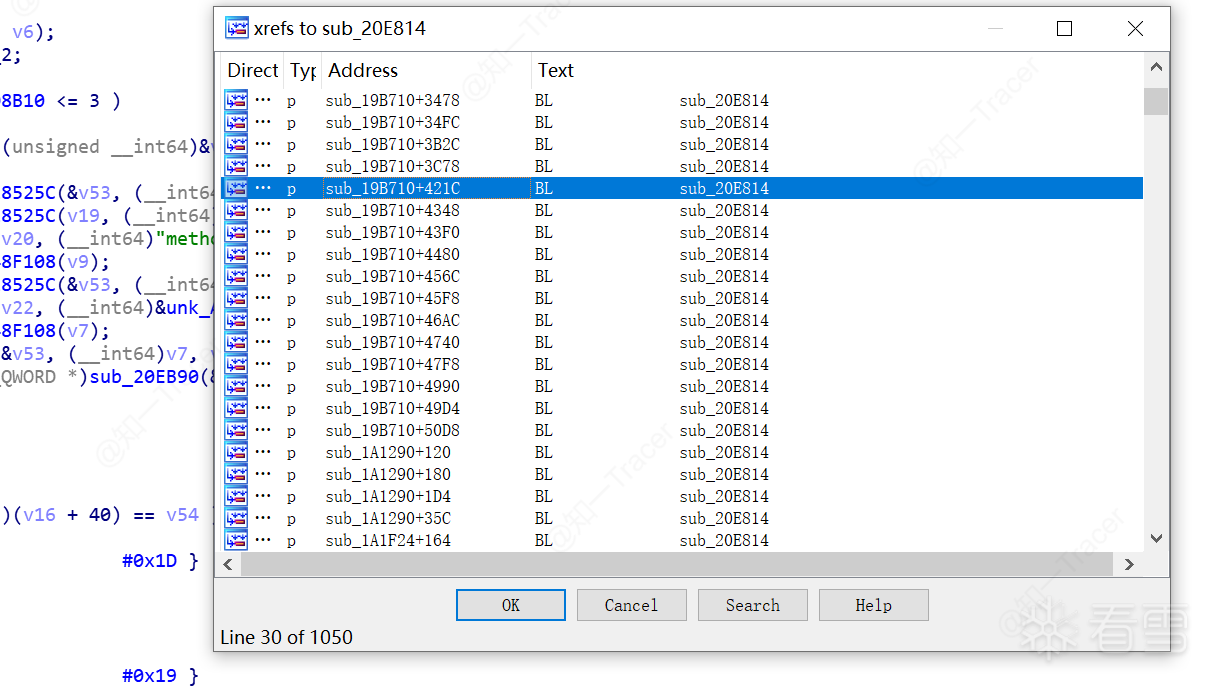 v6);
xrefs to sub_20E814
_2;
Direct Typ Address Text
8B10 <= 3 )
p sub_19B710+3478 BL sub_20E814
p sub_19B710+34FC BL sub_20E814
(unsigned __int64)&v
p sub_19B710+3B2C BL sub_20E814
p sub_19B710+3C78 BL sub_20E814
8525C(&v53, (__int64
p sub_19B710+421C BL sub_20E814
8525C(v19, (__int64)
p sub_19B710+4348 BL sub_20E814
v20, (__int64)"metho
p sub_19B710+43F0 BL sub_20E814
8F108(v9);
p sub_19B710+4480 BL sub_20E814
8525C(&v53, (__int64
p sub_19B710+456C BL sub_20E814
v22, (__int64)&unk_A
p sub_19B710+45F8 BL sub_20E814
8F108(v7);
p sub_19B710+46AC BL sub_20E814
&v53, (__int64)v7,
p sub_19B710+4740 BL sub_20E814
p sub_19B710+47F8 BL sub_20E814
_QWORD *)sub_20EB90(&
p sub_19B710+4990 BL sub_20E814
p sub_19B710+49D4 BL sub_20E814
p sub_19B710+50D8 BL sub_20E814
p sub_1A1290+120 BL sub_20E814
p sub_1A1290+180 BL sub_20E814
p sub_1A1290+1D4 BL sub_20E814
)(v16 + 40) == v54 )
p sub_1A1290+35C BL sub_20E814
p sub_1A1F24+164 BL sub_20E814
#0x1D }
OK Cancel Search Help
Line 30 of 1050
#0x19 }
@知一Tracer
看雪